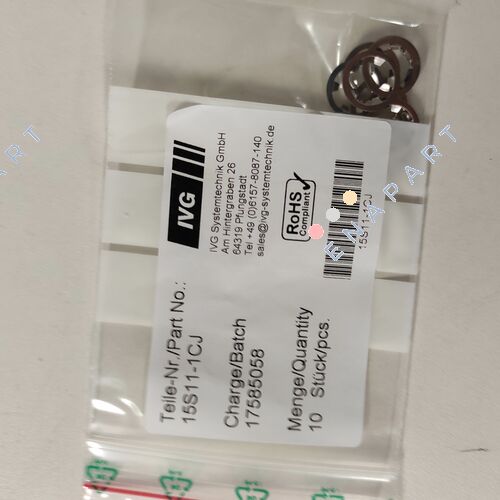 IVG
IVG Systemtechnik GmbH
Am Hintergraben 26
64319 Pfungstadt
Tel +49 (0)6157-8087-140
sales@ivg-systemtechnik.de
RoHS
Compliant
15S11-1CJ
Teile-Nr./Part No.:
15S11-1CJ
Charge/Batch
17585058
Menge/Quantity
10 Stück/pcs.
ENAPART